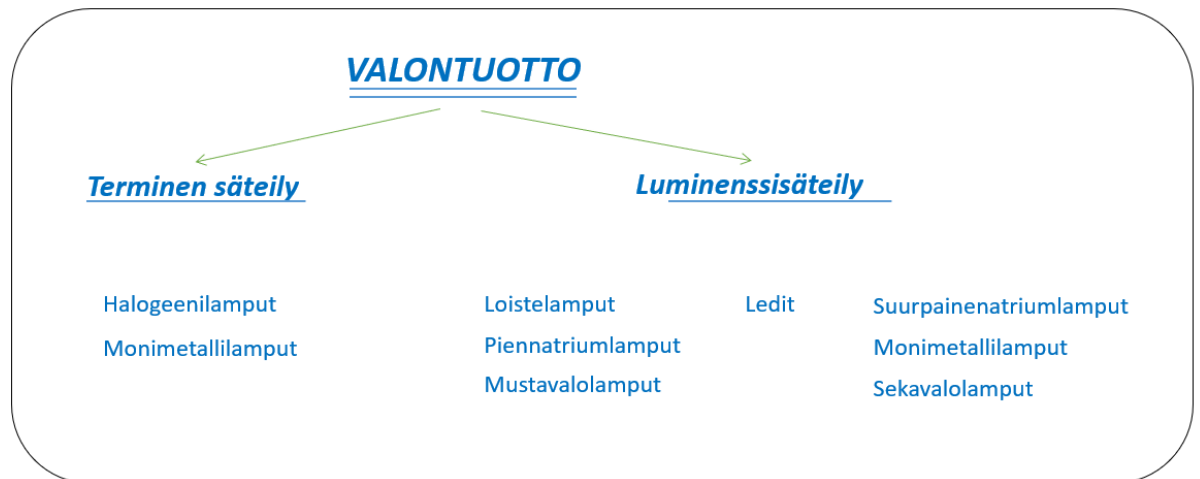 VALONTUOTTO
Terminen säteily
Luminenssisäteily
Halogeenilamput
Monimetallilamput
Loistelamput
Piennatriumlamput
Mustavalolamput
Ledit
Suurpainenatriumlamput
Monimetallilamput
Sekavalolamput